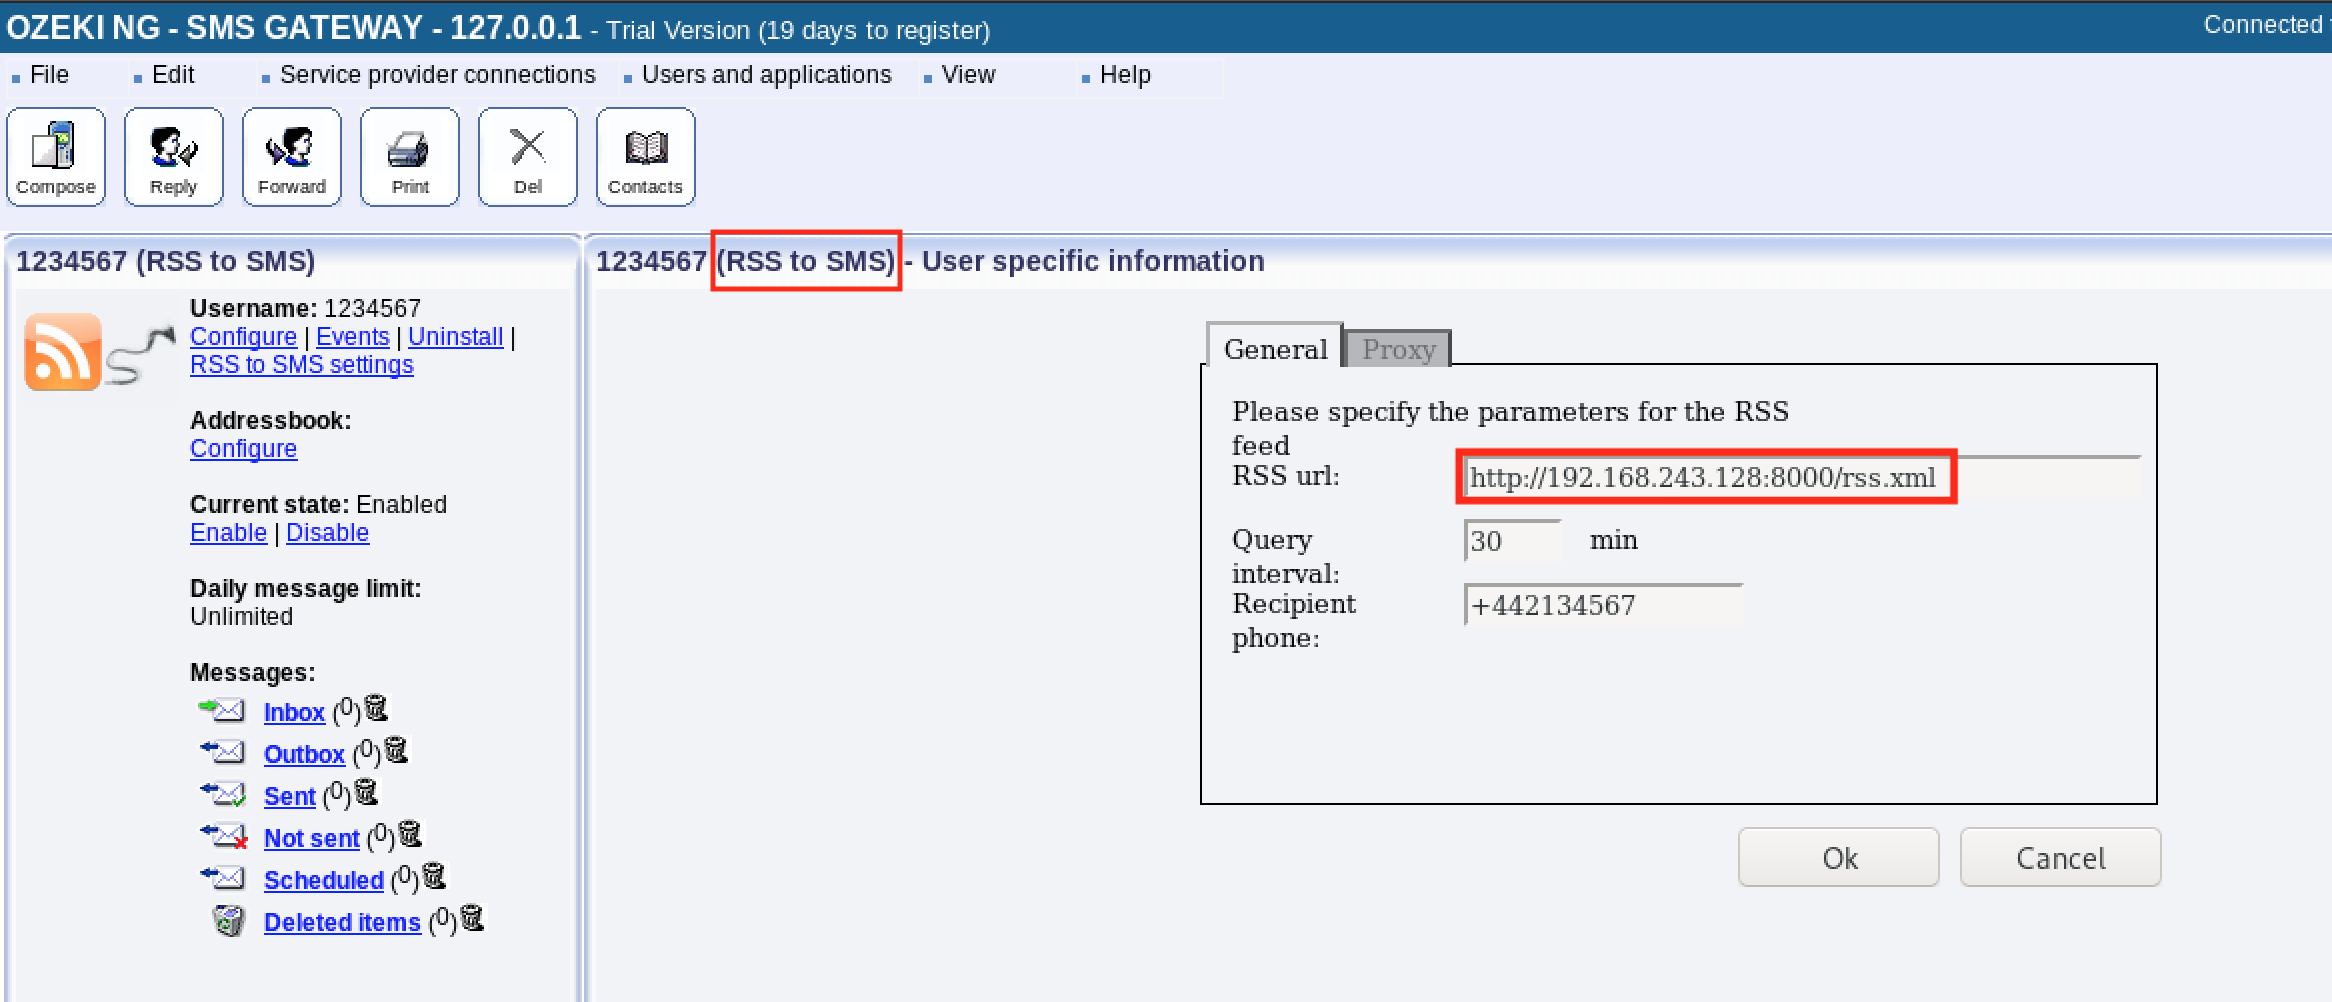 OZEKI NG - SMS GATEWAY - 127.0.0.1 - Trial Version (19 days to register)
Connected
File
Edit
Service provider connections
Users and applications
View
Help
Compose
Reply
Forward
Print
Del
Contacts
1234567 (RSS to SMS)
Username: 1234567
Configure | Events | Uninstall |
RSS to SMS settings
Addressbook:
Configure
Current state: Enabled
Enable | Disable
Daily message limit:
Unlimited
Messages:
Inbox (0)
Outbox (0)
Sent (0)
Not sent (0)
Scheduled (0)
Deleted items (0)
1234567 (RSS to SMS) - User specific information
General
Proxy
Please specify the parameters for the RSS
feed
RSS url:
http://192.168.243.128:8000/rss.xml
Query
interval:
30
min
Recipient
phone:
+442134567
Ok
Cancel